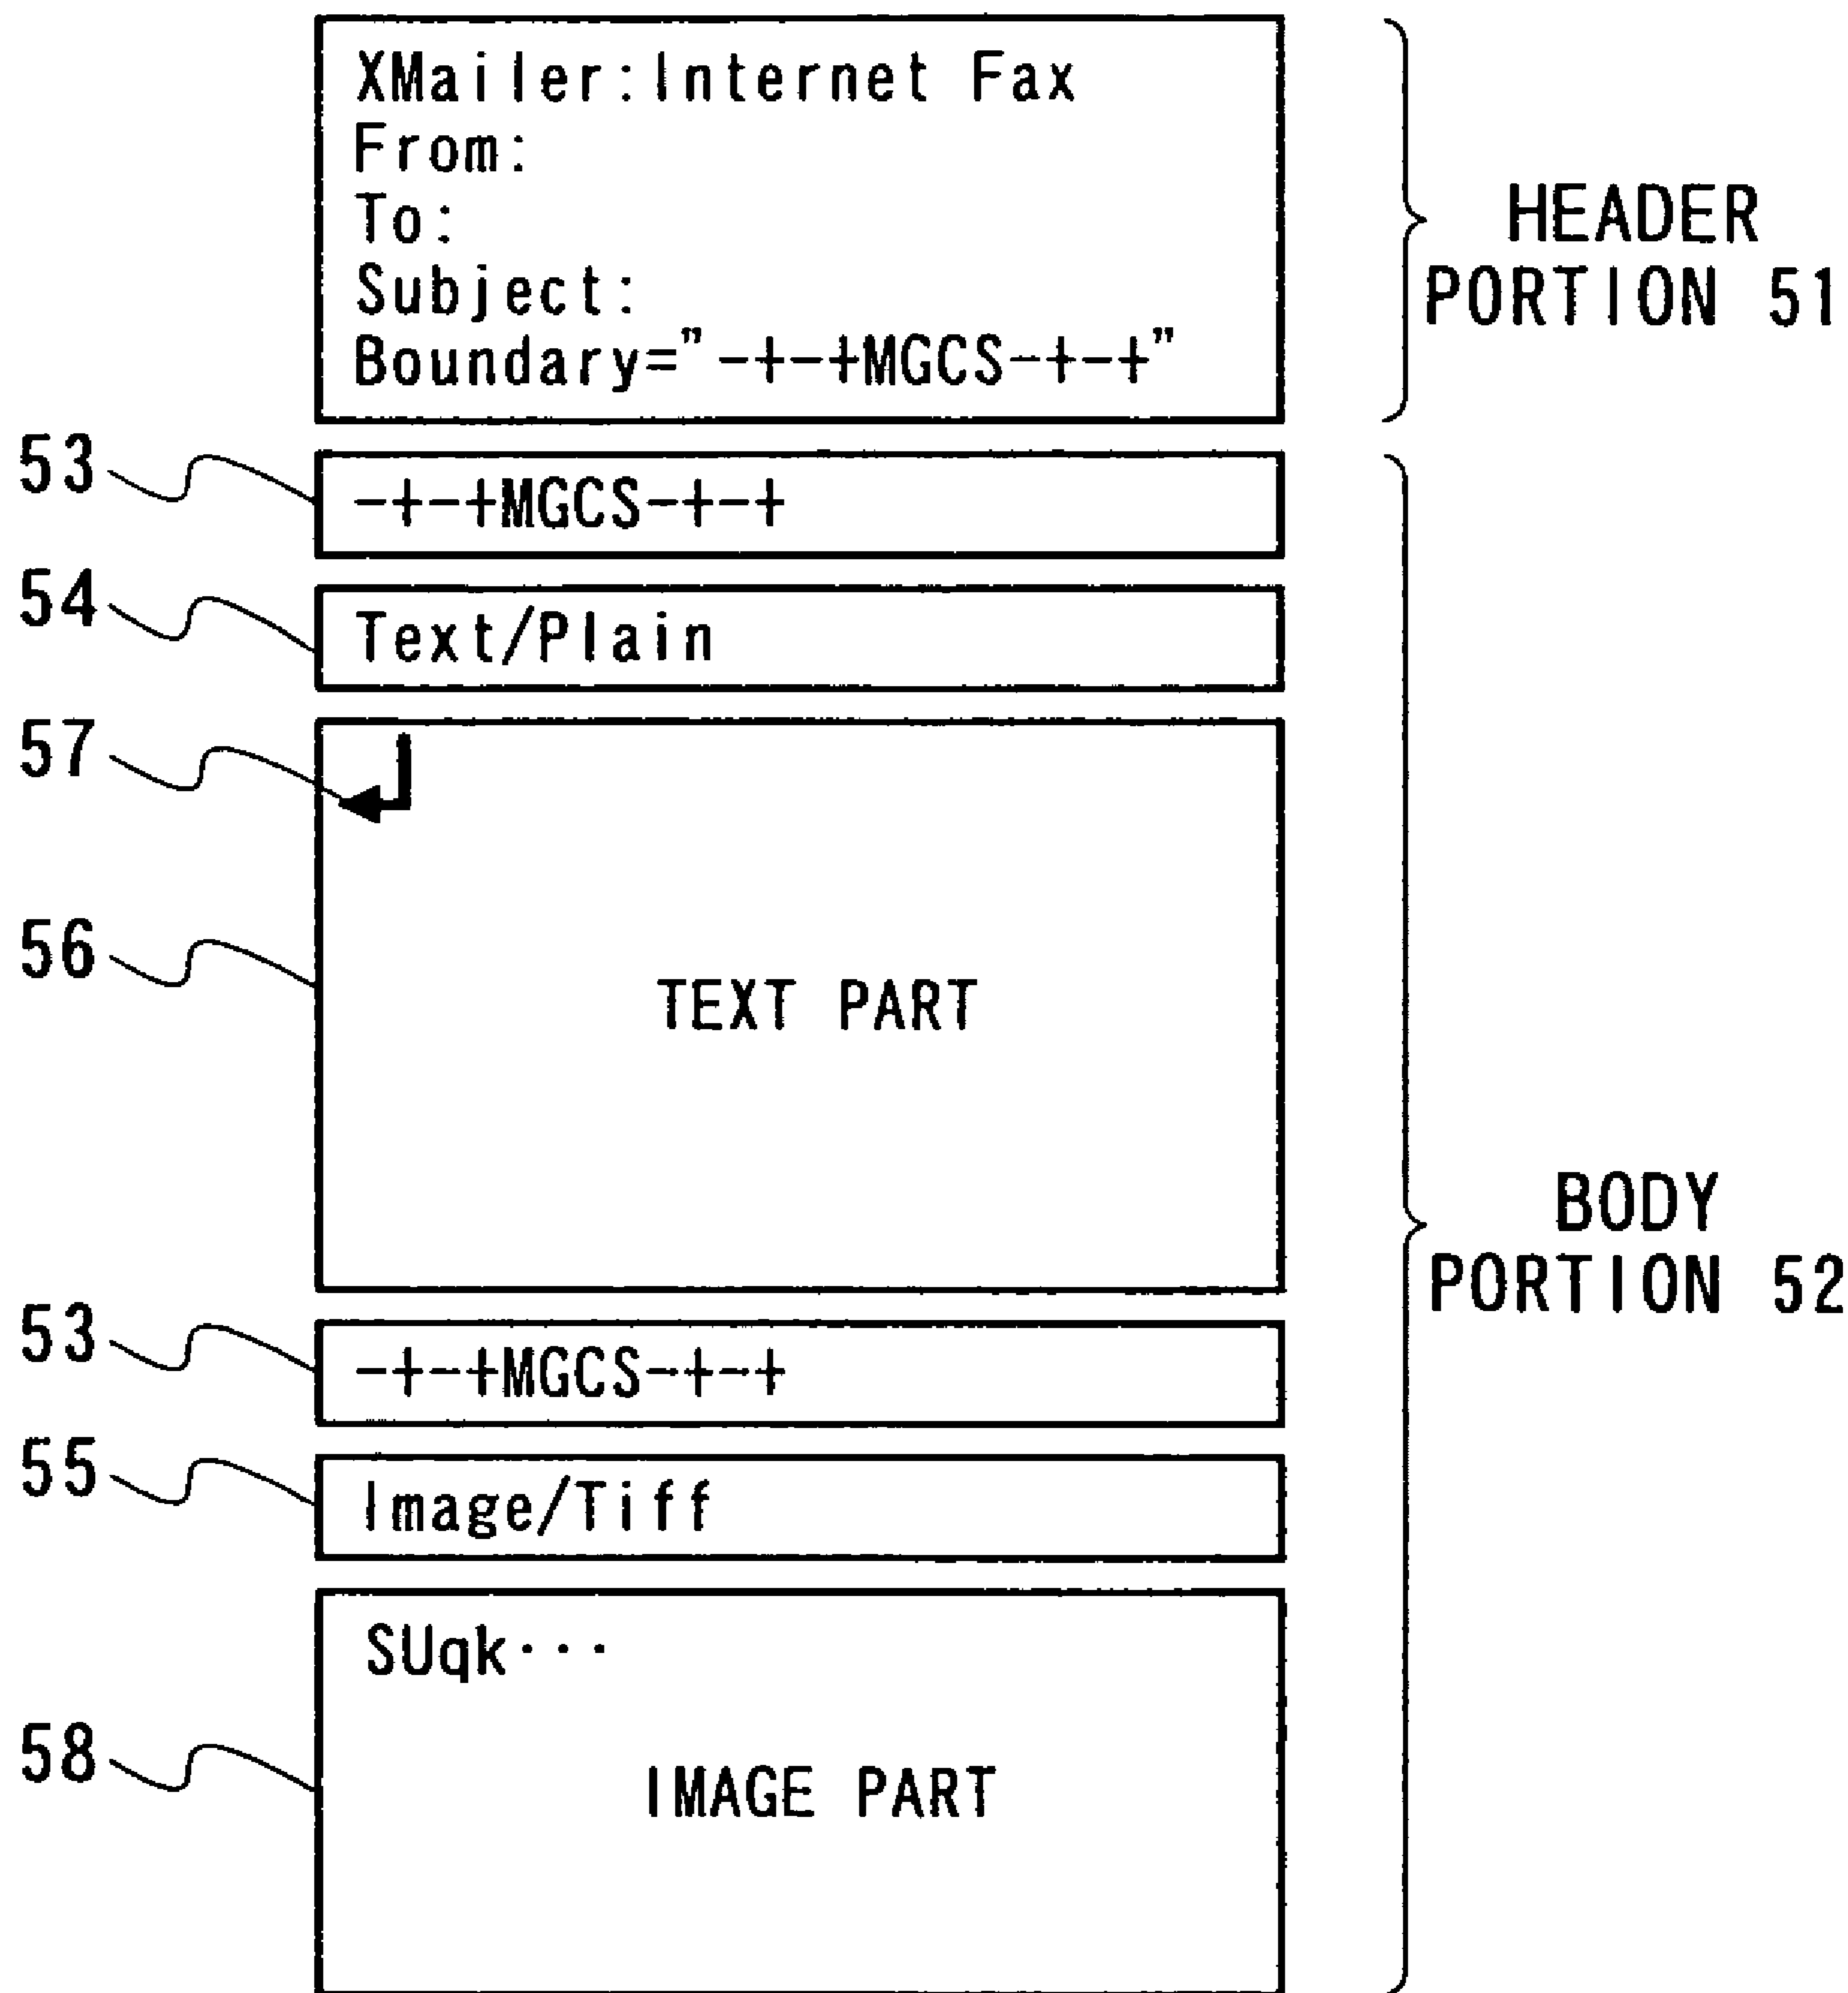 XMailer:Internet Fax
From:
To:
Subject:
Boundary="-+-+MGCS-+-+"
HEADER
PORTION 51
53
-+-+MGCS-+-+
54
Text/Plain
57
56
TEXT PART
BODY
PORTION 52
53
-+-+MGCS-+-+
55
Image/Tiff
SUqk···
58
IMAGE PART